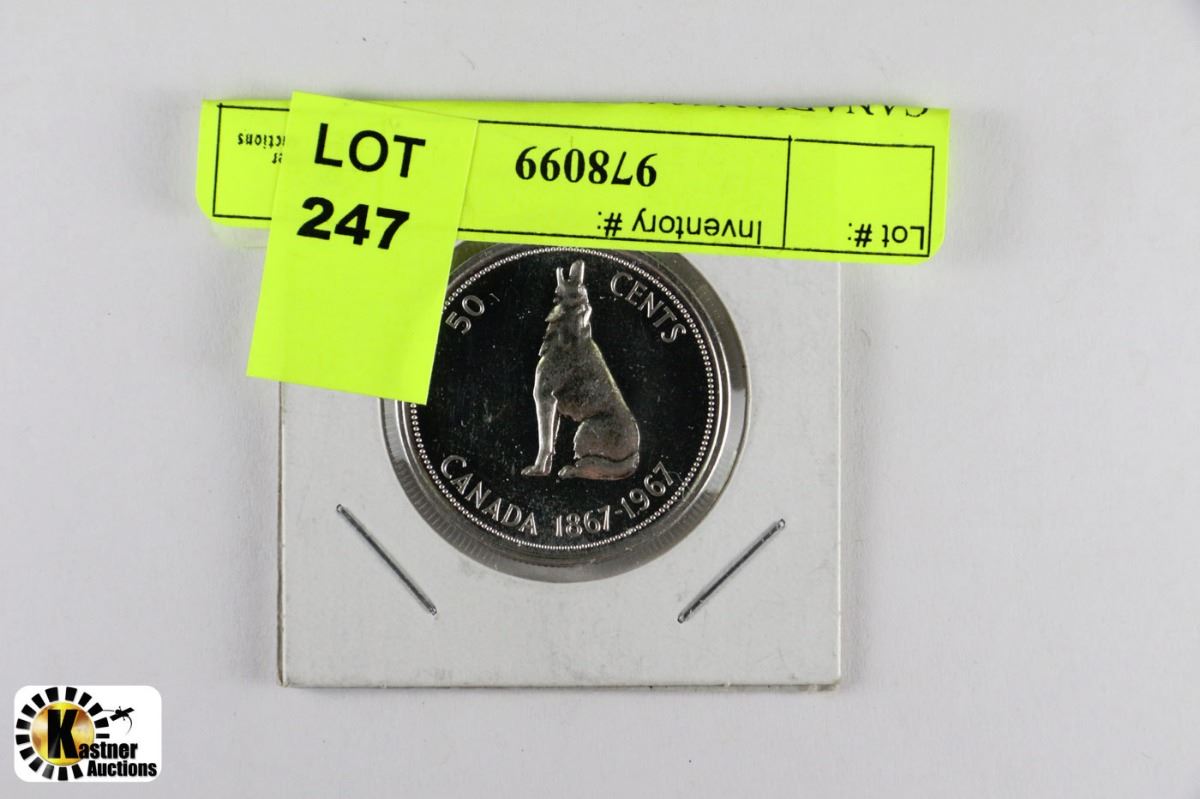 LOT
247
Lot #:
Inventory #:
978099
50 CENTS
CANADA 1867-1967
Kastner
Auctions